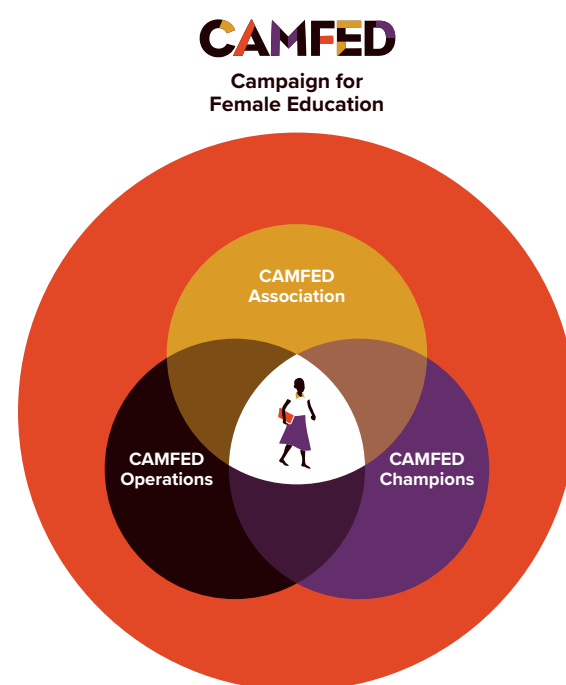 CAMFED
Campaign for
Female Education
CAMFED
Association
CAMFED
Operations
CAMFED
Champions